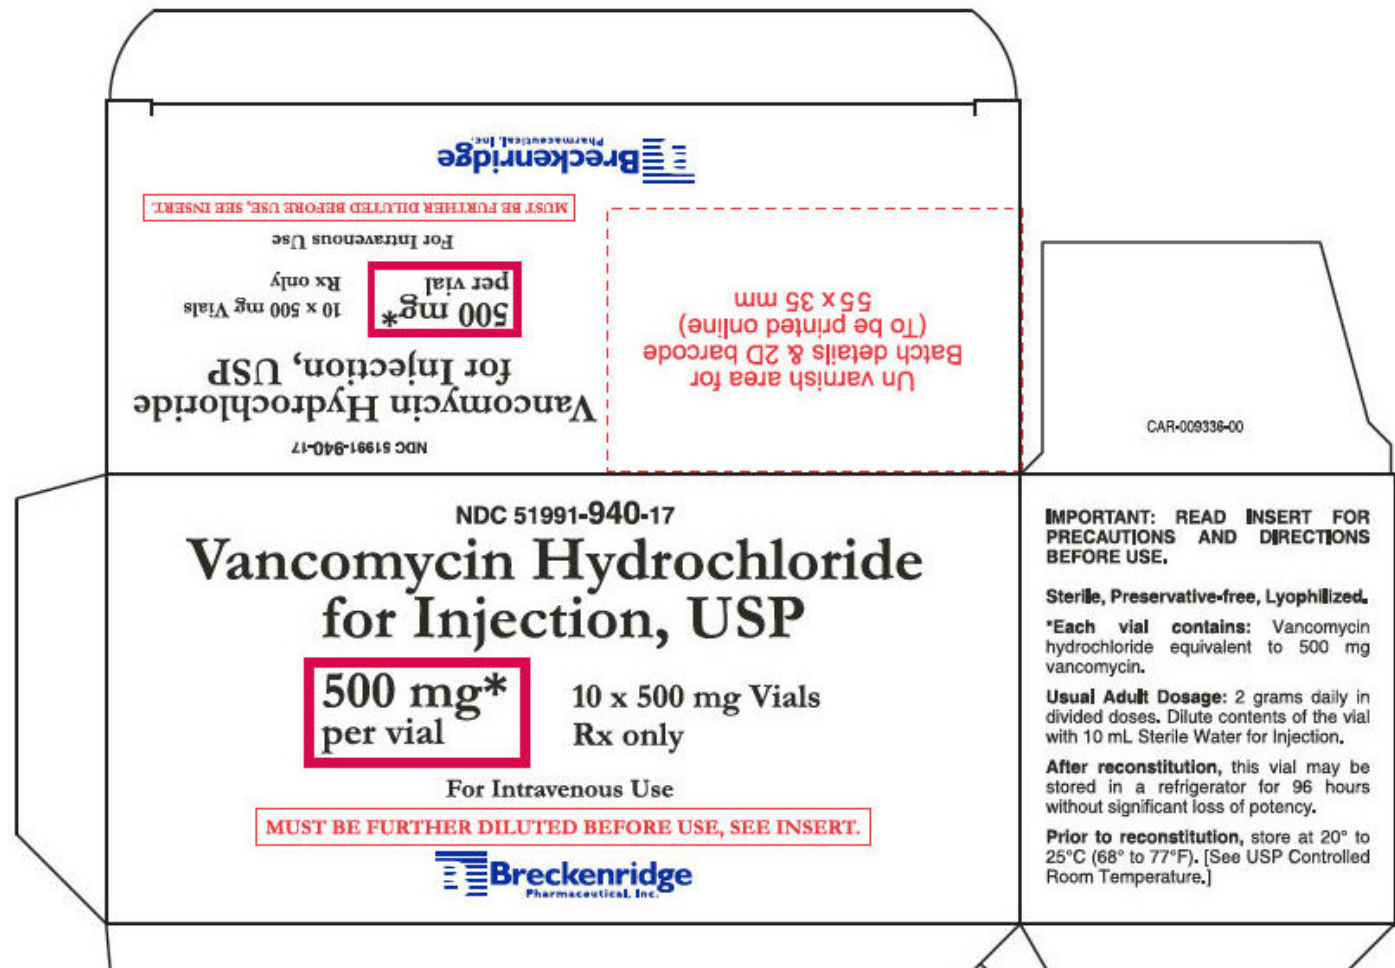 Breckenridge
Pharmaceutical, Inc.
MUST BE FURTHER DILUTED BEFORE USE, SEE INSERT.
For Intravenous Use
500 mg*
per vial
10 x 500 mg Vials
Rx only
Vancomycin Hydrochloride
for Injection, USP
NDC 51991-940-17
Un varnish area for
Batch details & 2D barcode
(To be printed online)
55 x 35 mm
CAR-009336-00
NDC 51991-940-17
Vancomycin Hydrochloride
for Injection, USP
500 mg*
per vial
10 x 500 mg Vials
Rx only
For Intravenous Use
MUST BE FURTHER DILUTED BEFORE USE, SEE INSERT.
Breckenridge
Pharmaceutical, Inc.
IMPORTANT: READ INSERT FOR
PRECAUTIONS AND DIRECTIONS
BEFORE USE.
Sterile, Preservative-free, Lyophilized.
*Each vial contains: Vancomycin
hydrochloride equivalent to 500 mg
vancomycin.
Usual Adult Dosage: 2 grams daily in
divided doses. Dilute contents of the vial
with 10 mL Sterile Water for Injection.
After reconstitution, this vial may be
stored in a refrigerator for 96 hours
without significant loss of potency.
Prior to reconstitution, store at 20° to
25°C (68° to 77°F). [See USP Controlled
Room Temperature.]